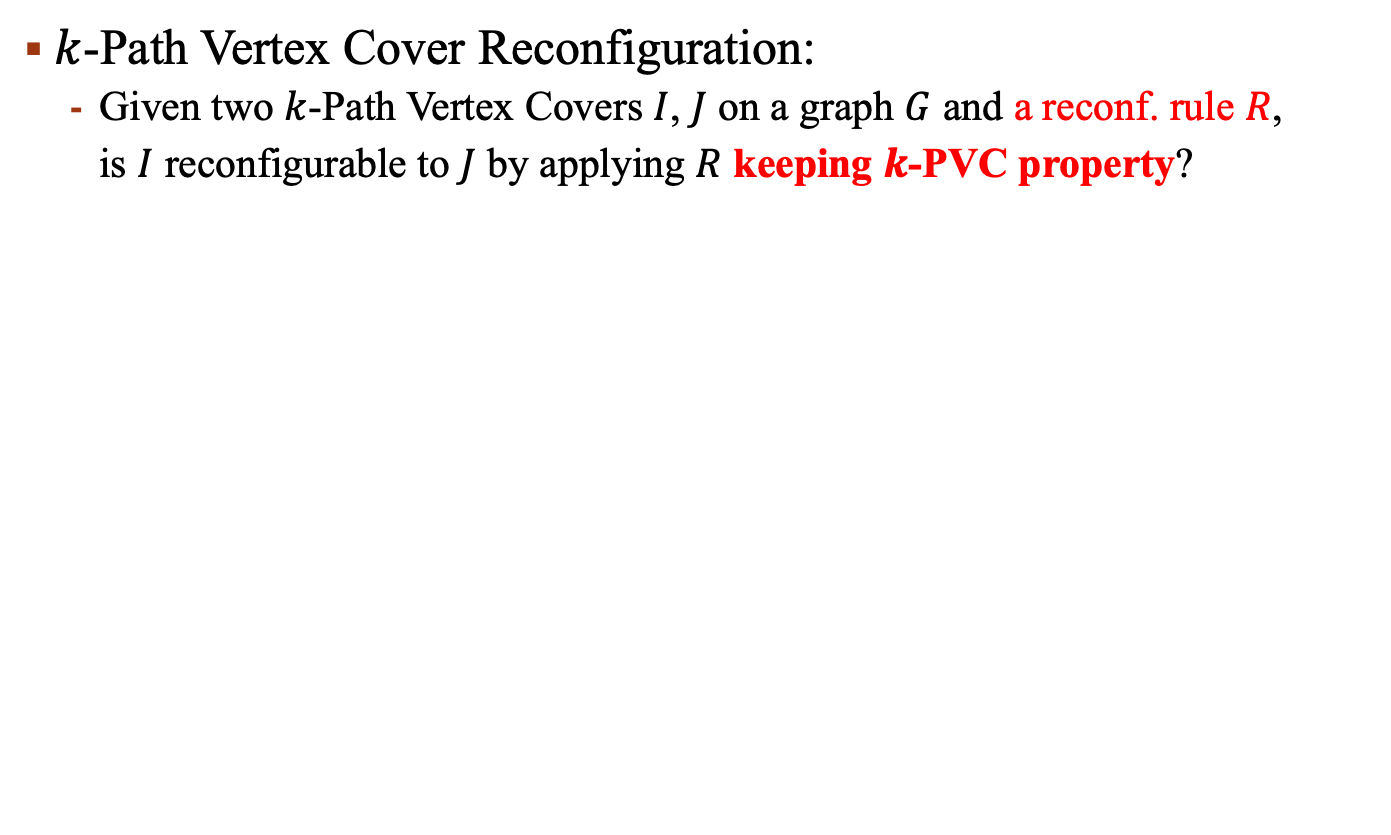 ▪ k-Path Vertex Cover Reconfiguration:
- Given two k-Path Vertex Covers I, J on a graph G and a reconf. rule R,
is I reconfigurable to J by applying R keeping k-PVC property?